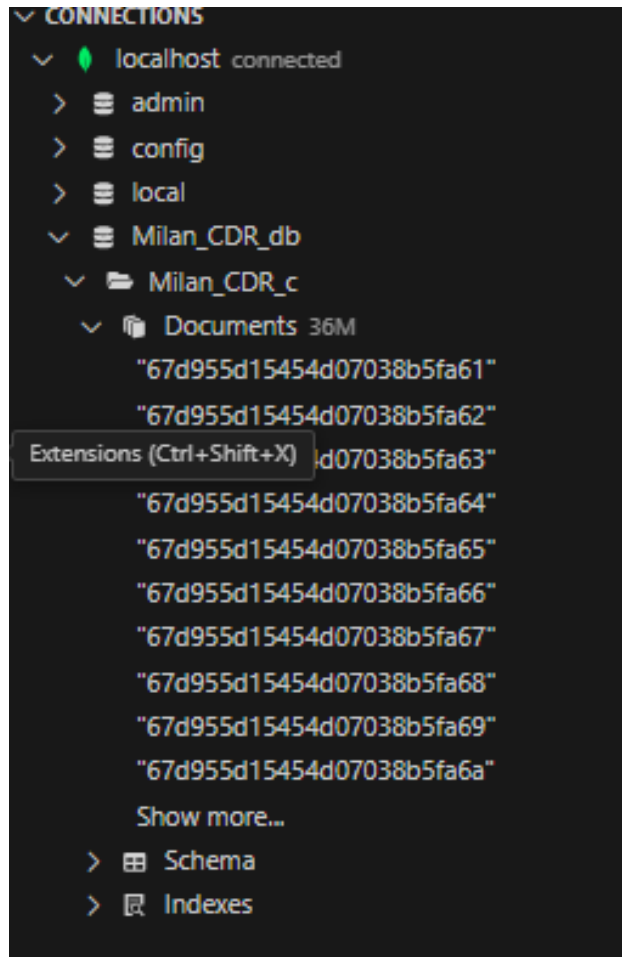 CONNECTIONS
localhost connected
admin
config
local
Milan_CDR_db
Milan_CDR_c
Documents 36M
"67d955d15454d07038b5fa61"
"67d955d15454d07038b5fa62"
Extensions (Ctrl+Shift+X) d07038b5fa63"
"67d955d15454d07038b5fa64"
"67d955d15454d07038b5fa65"
"67d955d15454d07038b5fa66"
"67d955d15454d07038b5fa67"
"67d955d15454d07038b5fa68"
"67d955d15454d07038b5fa69"
"67d955d15454d07038b5fa6a"
Show more...
Schema
Indexes